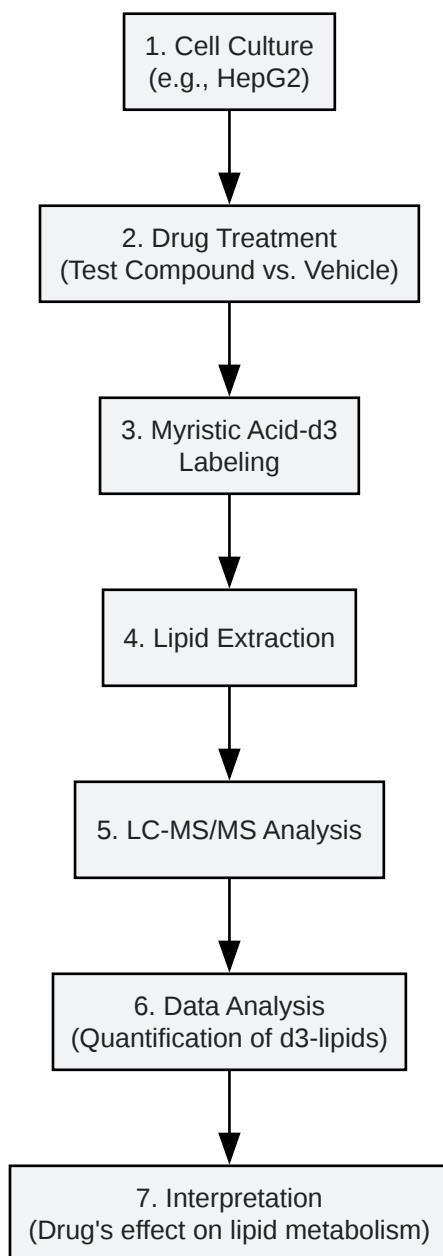 1. Cell Culture
(e.g., HepG2)
2. Drug Treatment
(Test Compound vs. Vehicle)
3. Myristic Acid-d3
Labeling
4. Lipid Extraction
5. LC-MS/MS Analysis
6. Data Analysis
(Quantification of d3-lipids)
7. Interpretation
(Drug's effect on lipid metabolism)